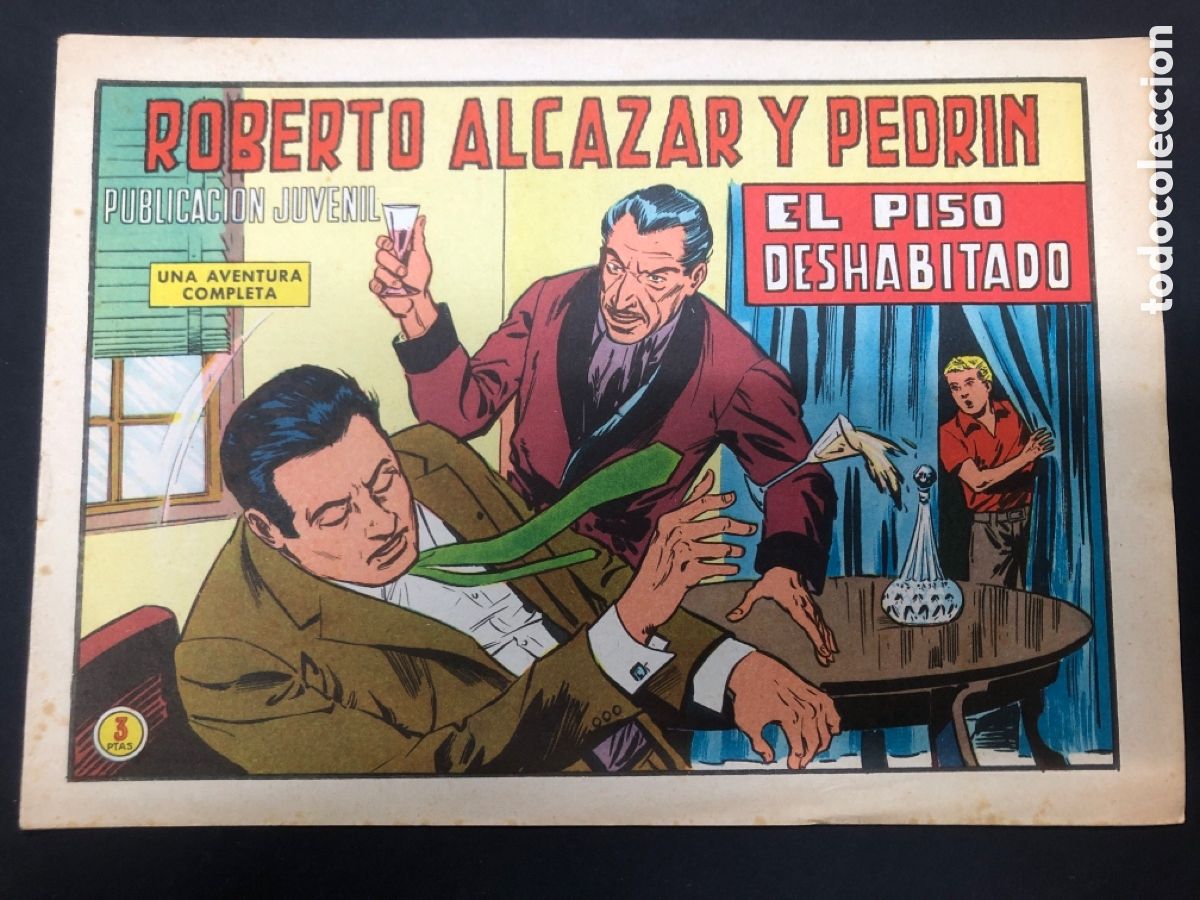 ROBERTO ALCAZAR Y PEDRIN
PUBLICACION JUVENIL
EL PISO
DESHABITADO
UNA AVENTURA
COMPLETA
3
PTAS
todocoleccion